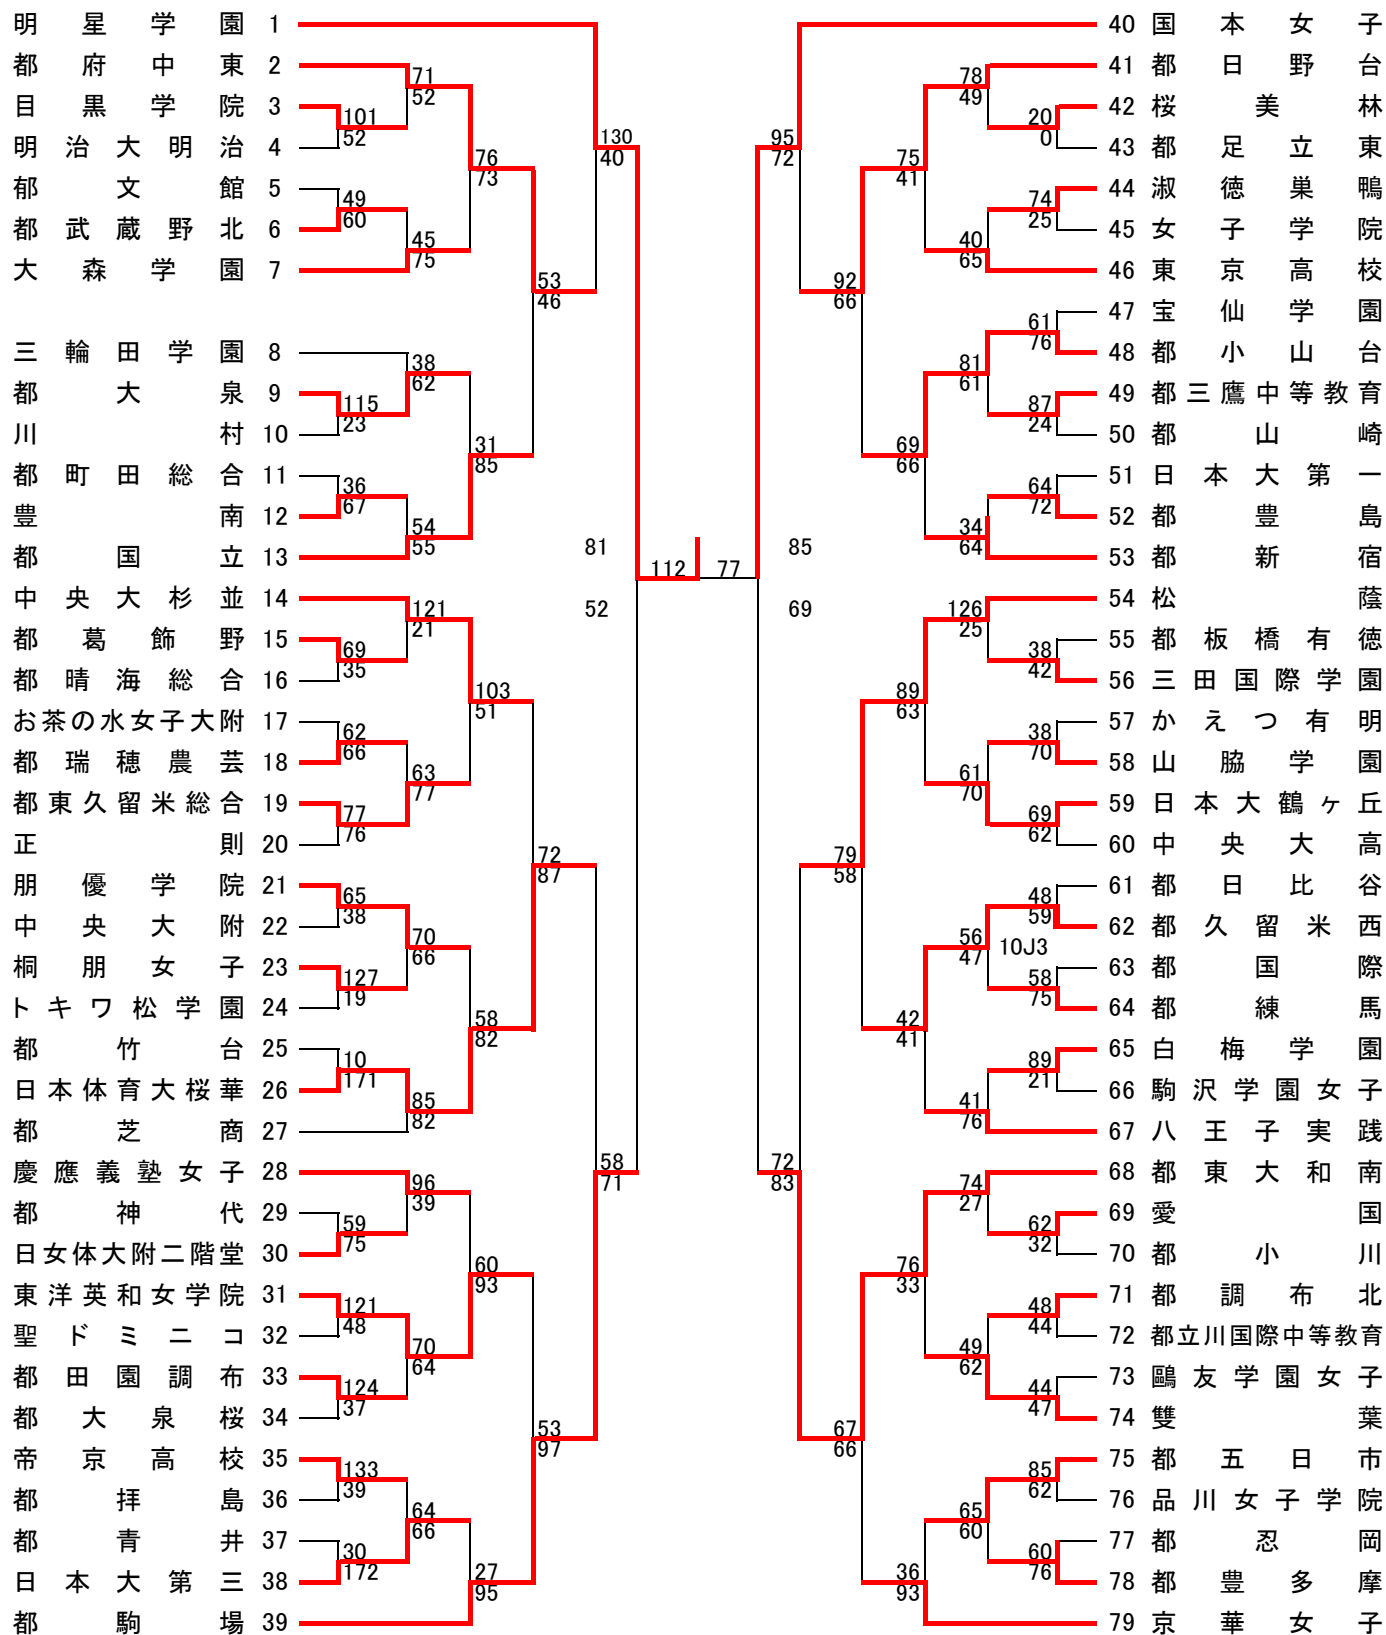 明星学園 1
都府中東 2
目黒学院 3
明治大明治 4
郁文館 5
都武蔵野北 6
大森学園 7
三輪田学園 8
都大泉 9
川村 10
都町田総合 11
豊南 12
都国立 13
中央大杉並 14
都葛飾野 15
都晴海総合 16
お茶の水女子大附 17
都瑞穂農芸 18
都東久留米総合 19
正則 20
朋優学院 21
中央大附 22
桐朋女子 23
トキワ松学園 24
都竹台 25
日本体育大桜華 26
都芝商 27
慶應義塾女子 28
都神代 29
日女体大附二階堂 30
東洋英和女学院 31
聖ドミニコ 32
都田園調布 33
都大泉桜 34
帝京高校 35
都拝島 36
都青井 37
日本大第三 38
都駒場 39
101
52
49
60
115
23
36
67
69
35
62
66
77
76
65
38
127
19
10
171
59
75
121
48
124
37
133
39
30
172
71
52
45
75
38
62
54
55
121
21
63
77
70
66
85
82
96
39
70
64
64
66
76
73
31
85
103
51
58
82
60
93
27
95
53
46
72
87
53
97
130
40
58
71
81
52
112
77
85
69
95
72
72
83
92
66
79
58
67
66
75
41
69
66
89
63
42
41
76
33
36
93
78
49
40
65
81
61
34
64
126
25
61
70
56
47
10J3
41
76
74
27
49
62
65
60
20
0
74
25
61
76
87
24
64
72
38
42
38
70
69
62
48
59
58
75
89
21
62
32
48
44
44
47
85
62
60
76
40 国本女子
41 都日野台
42 桜美林
43 都足立東
44 淑徳巣鴨
45 女子学院
46 東京高校
47 宝仙学園
48 都小山台
49 都三鷹中等教育
50 都山崎
51 日本大第一
52 都豊島
53 都新宿
54 松蔭
55 都板橋有徳
56 三田国際学園
57 かえつ有明
58 山脇学園
59 日本大鶴ヶ丘
60 中央大高
61 都日比谷
62 都久留米西
63 都国際
64 都練馬
65 白梅学園
66 駒沢学園女子
67 八王子実践
68 都東大和南
69 愛国
70 都小川
71 都調布北
72 都立川国際中等教育
73 鷗友学園女子
74 雙葉
75 都五日市
76 品川女子学院
77 都忍岡
78 都豊多摩
79 京華女子